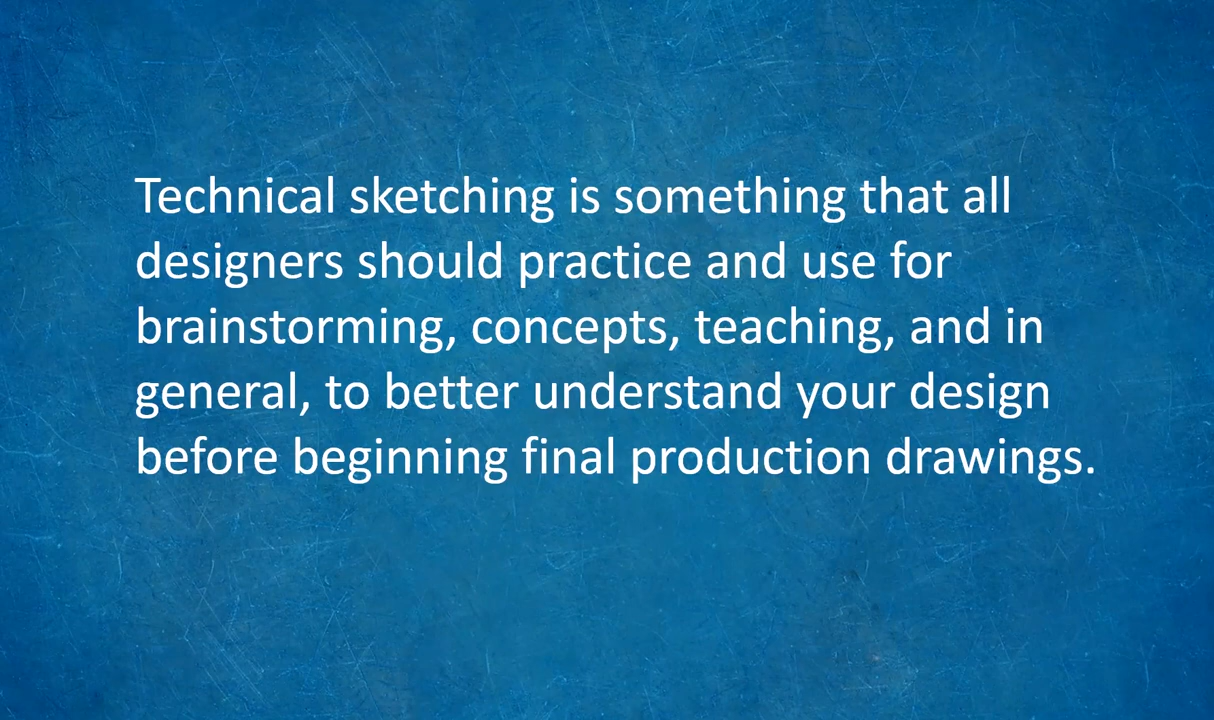 Technical sketching is something that all
designers should practice and use for
brainstorming, concepts, teaching, and in
general, to better understand your design
before beginning final production drawings.